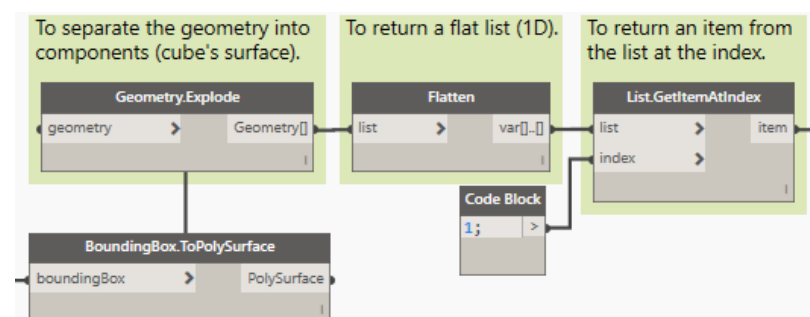 To separate the geometry into
components (cube's surface).
Geometry.Explode
geometry > Geometry[]
l
To return a flat list (1D).
Flatten
list > var[]..[]
l
To return an item from
the list at the index.
List.GetItemAtIndex
list > item
index >
l
Code Block
1; >
BoundingBox.ToPolySurface
boundingBox > PolySurface
l